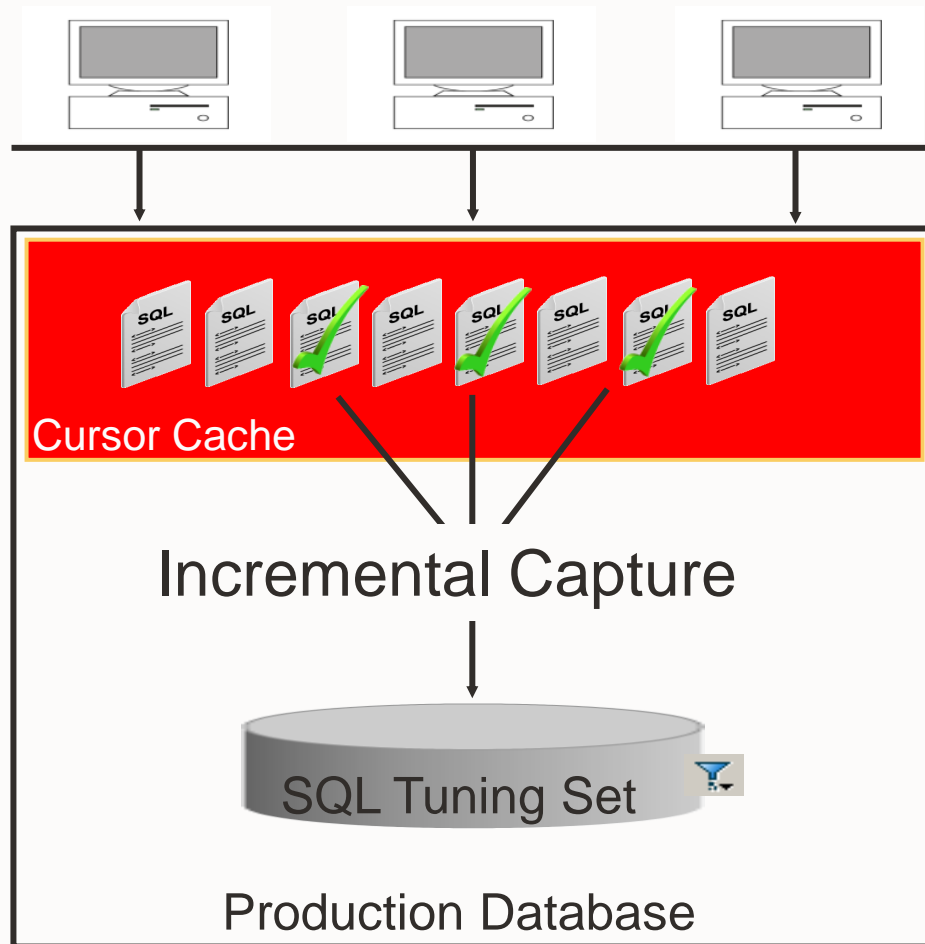 SQL
SQL
SQL
SQL
SQL
SQL
SQL
SQL
Cursor Cache
Incremental Capture
SQL Tuning Set
Production Database